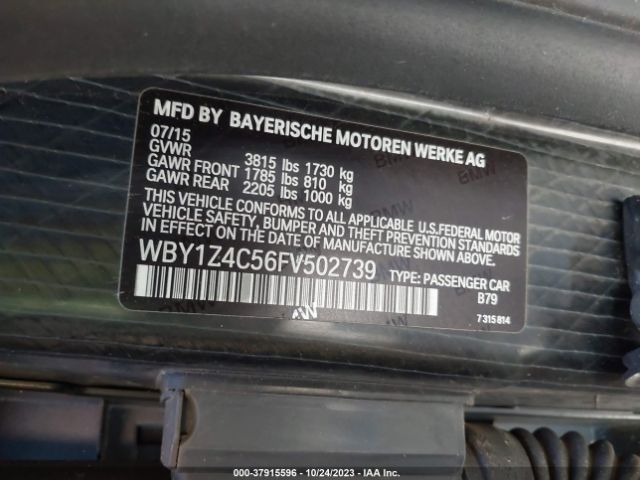 MFD BY BAYERISCHE MOTOREN WERKE AG
07/15
GVWR 3815 lbs 1730 kg
GAWR FRONT 1785 lbs 810 kg
GAWR REAR 2205 lbs 1000 kg
THIS VEHICLE CONFORMS TO ALL APPLICABLE U.S.FEDERAL MOTOR
VEHICLE SAFETY, BUMPER AND THEFT PREVENTION STANDARDS
IN EFFECT ON THE DATE OF MANUFACTURE SHOWN ABOVE.
WBY1Z4C56FV502739 TYPE: PASSENGER CAR
B79
7 315 814
000-37915596 - 10/24/2023 - IAA Inc.